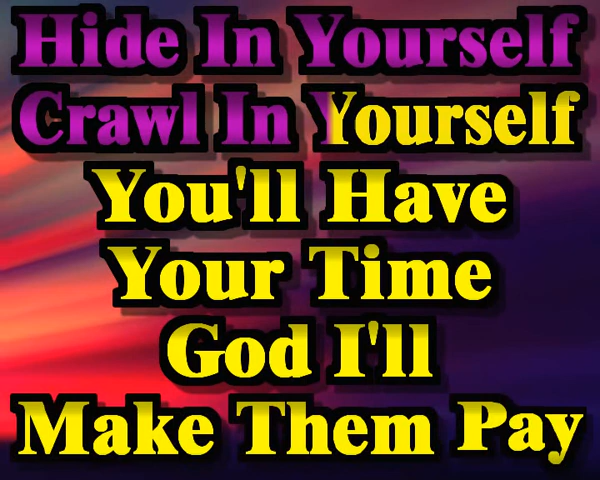 Hide In Yourself
Crawl In Yourself
You'll Have
Your Time
God I'll
Make Them Pay